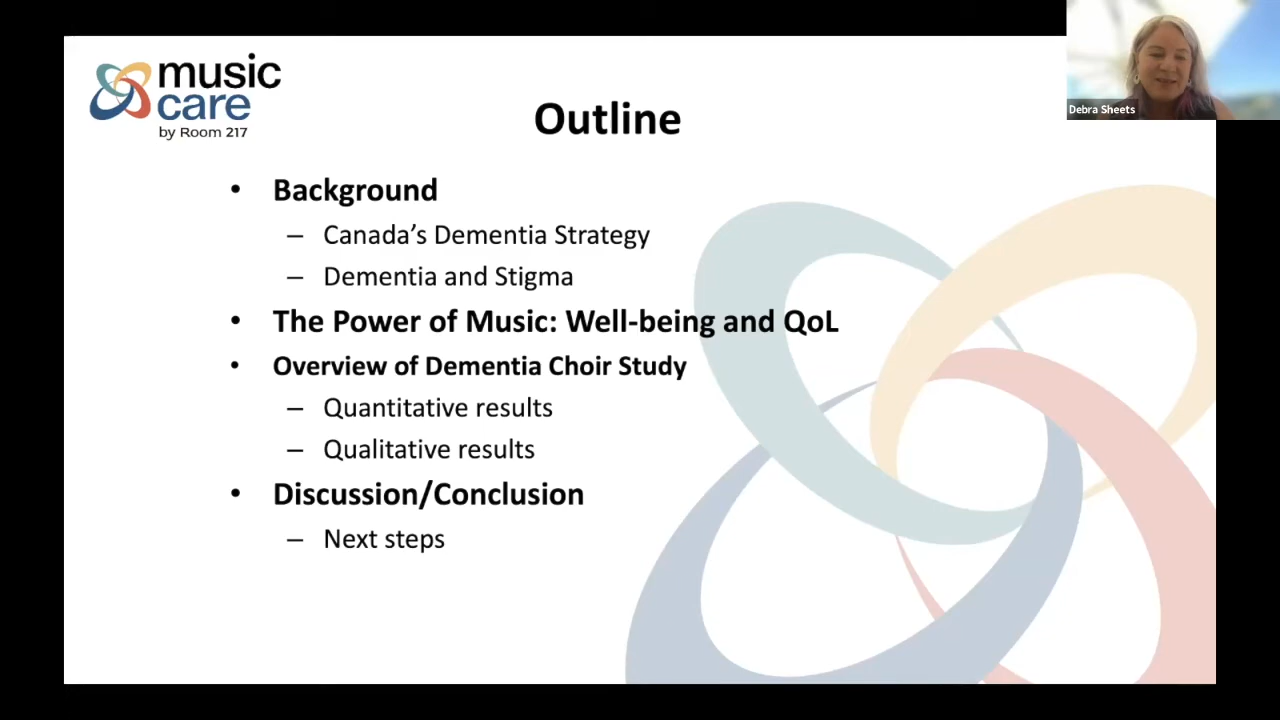 music
care
by Room 217
Debra Sheets
Outline
• Background
– Canada’s Dementia Strategy
– Dementia and Stigma
• The Power of Music: Well-being and QoL
• Overview of Dementia Choir Study
– Quantitative results
– Qualitative results
• Discussion/Conclusion
– Next steps